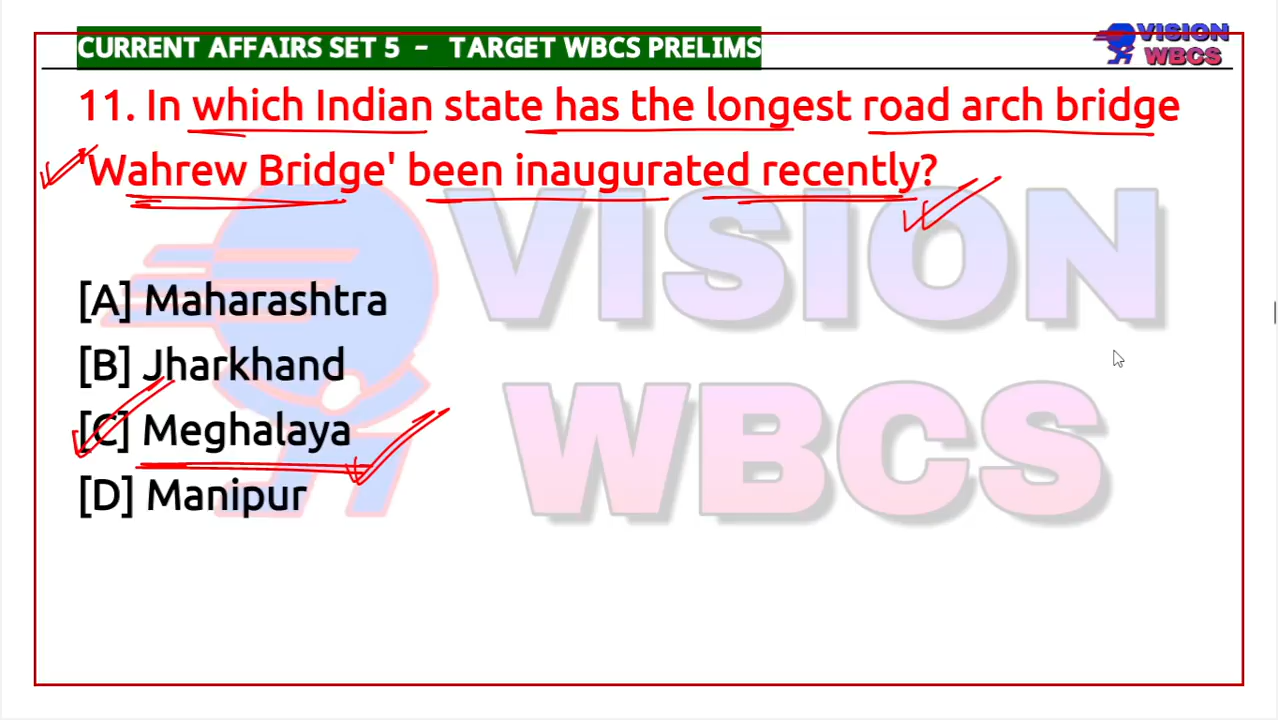 CURRENT AFFAIRS SET 5 - TARGET WBCS PRELIMS
VISION
WBCS
11. In which Indian state has the longest road arch bridge
'Wahrew Bridge' been inaugurated recently?
[A] Maharashtra
[B] Jharkhand
[C] Meghalaya
[D] Manipur
VISION
WBCS